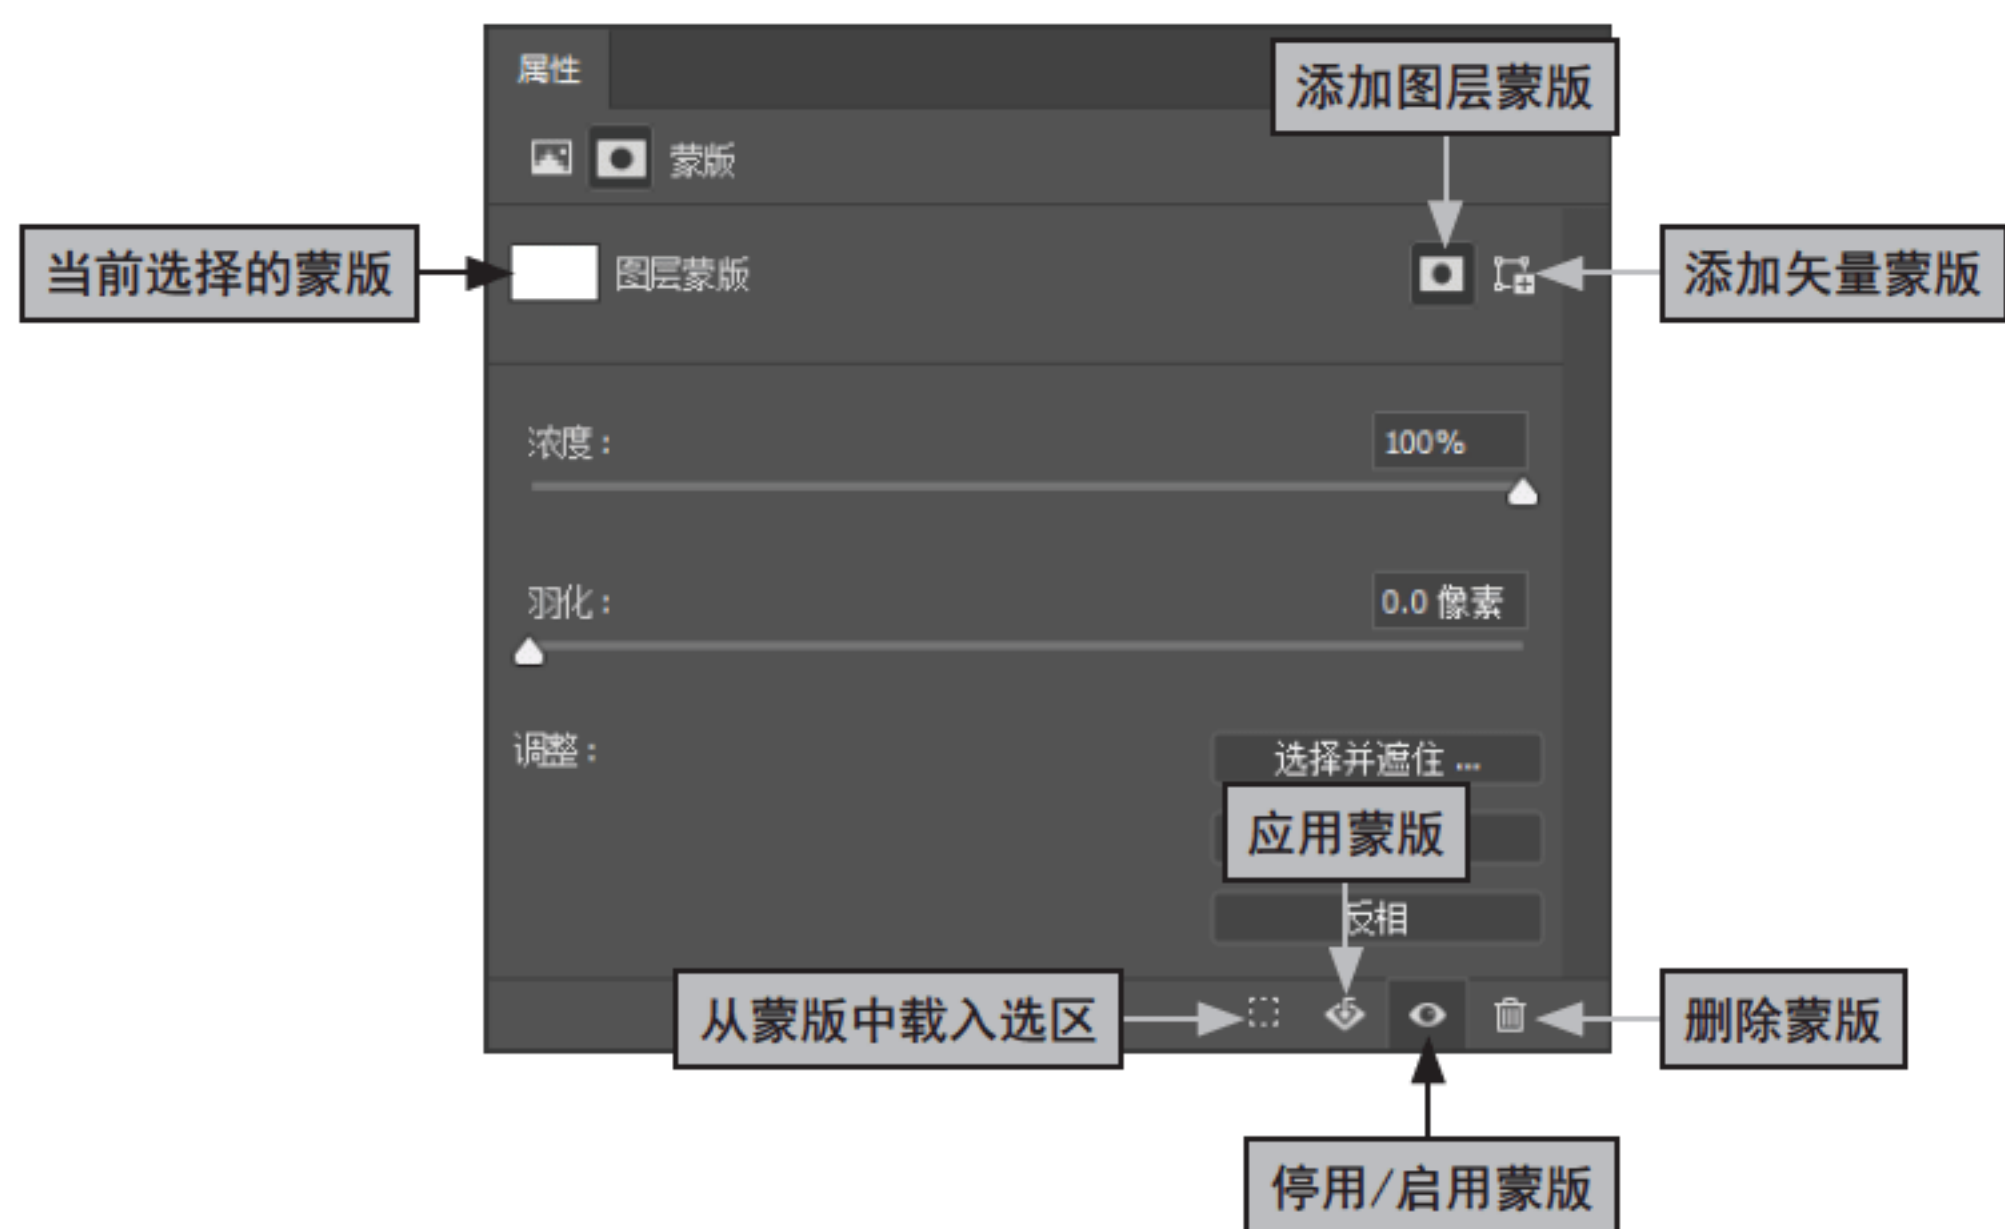 属性
添加图层蒙版
蒙版
当前选择的蒙版
图层蒙版
添加矢量蒙版
浓度：
100%
羽化：
0.0 像素
调整：
选择并遮住 ...
应用蒙版
反相
从蒙版中载入选区
删除蒙版
停用/启用蒙版